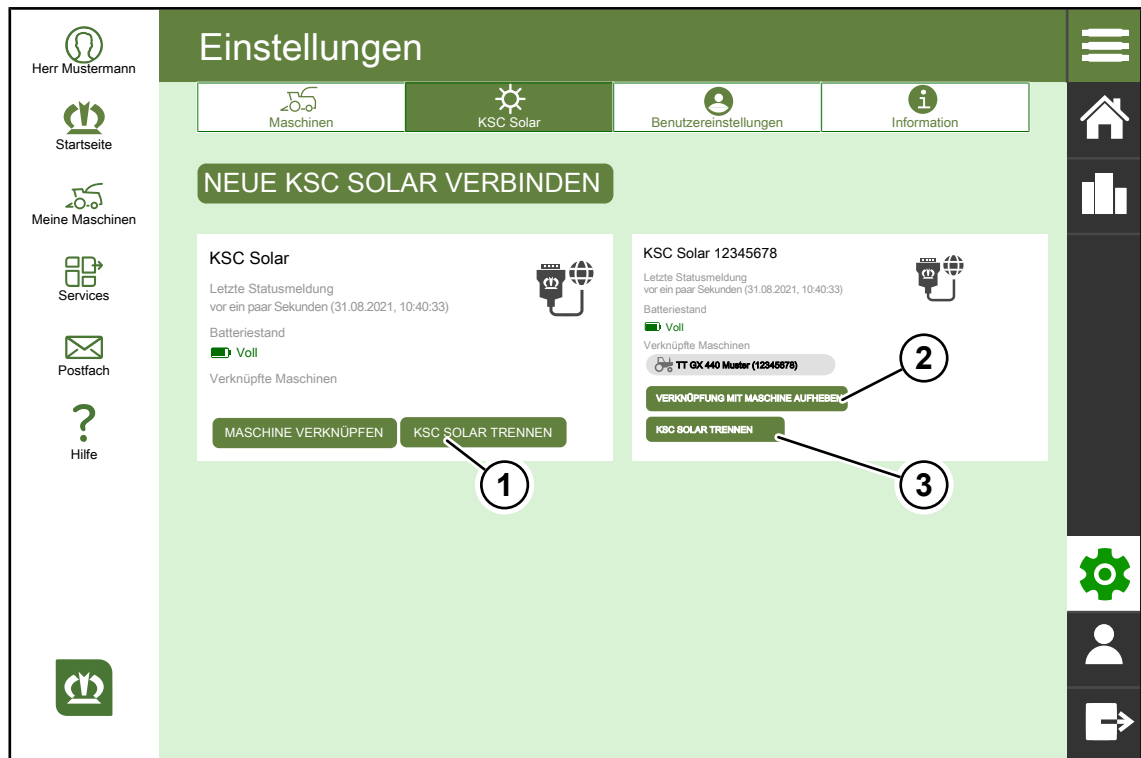 Herr Mustermann
Startseite
Meine Maschinen
Services
Postfach
Hilfe
Einstellungen
Maschinen
KSC Solar
Benutzereinstellungen
Information
NEUE KSC SOLAR VERBINDEN
KSC Solar
Letzte Statusmeldung
vor ein paar Sekunden (31.08.2021, 10:40:33)
Batteriestand
Voll
Verknüpfte Maschinen
MASCHINE VERKNÜPFEN
KSC SOLAR TRENNEN
1
KSC Solar 12345678
Letzte Statusmeldung
vor ein paar Sekunden (31.08.2021, 10:40:33)
Batteriestand
Voll
Verknüpfte Maschinen
TT GX 440 Muster (12345678)
VERKNÜPFUNG MIT MASCHINE AUFHEBEN
KSC SOLAR TRENNEN
2
3